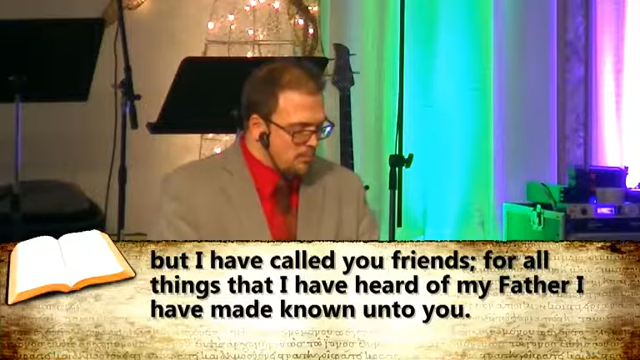 but I have called you friends; for all
things that I have heard of my Father I
have made known unto you.